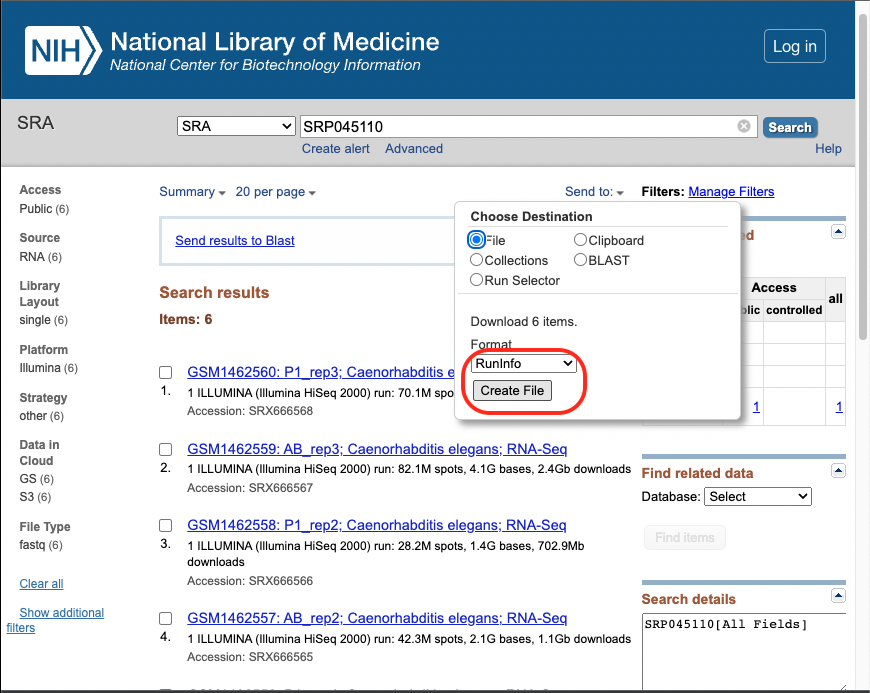 NIH National Library of Medicine
National Center for Biotechnology Information
Log in
SRA
SRA
SRP045110
Search
Create alert Advanced
Help
Access
Public (6)
Source
RNA (6)
Library
Layout
single (6)
Platform
Illumina (6)
Strategy
other (6)
Data in
Cloud
GS (6)
S3 (6)
File Type
fastq (6)
Clear all
Show additional
filters
Summary 20 per page Send to:
Send results to Blast
Search results
Items: 6
GSM1462560: P1_rep3; Caenorhabditis e
1. 1 ILLUMINA (Illumina HiSeq 2000) run: 70.1M spo
Accession: SRX666568
GSM1462559: AB_rep3; Caenorhabditis elegans; RNA-Seq
2. 1 ILLUMINA (Illumina HiSeq 2000) run: 82.1M spots, 4.1G bases, 2.4Gb downloads
Accession: SRX666567
GSM1462558: P1_rep2; Caenorhabditis elegans; RNA-Seq
3. 1 ILLUMINA (Illumina HiSeq 2000) run: 28.2M spots, 1.4G bases, 702.9Mb
downloads
Accession: SRX666566
GSM1462557: AB_rep2; Caenorhabditis elegans; RNA-Seq
4. 1 ILLUMINA (Illumina HiSeq 2000) run: 42.3M spots, 2.1G bases, 1.1Gb downloads
Accession: SRX666565
Choose Destination
File Clipboard
Collections BLAST
Run Selector
Download 6 items.
Format
RunInfo
Create File
Filters: Manage Filters
ed
Access
all
blic controlled
1 1
Find related data
Database: Select
Find items
Search details
SRP045110[All Fields]